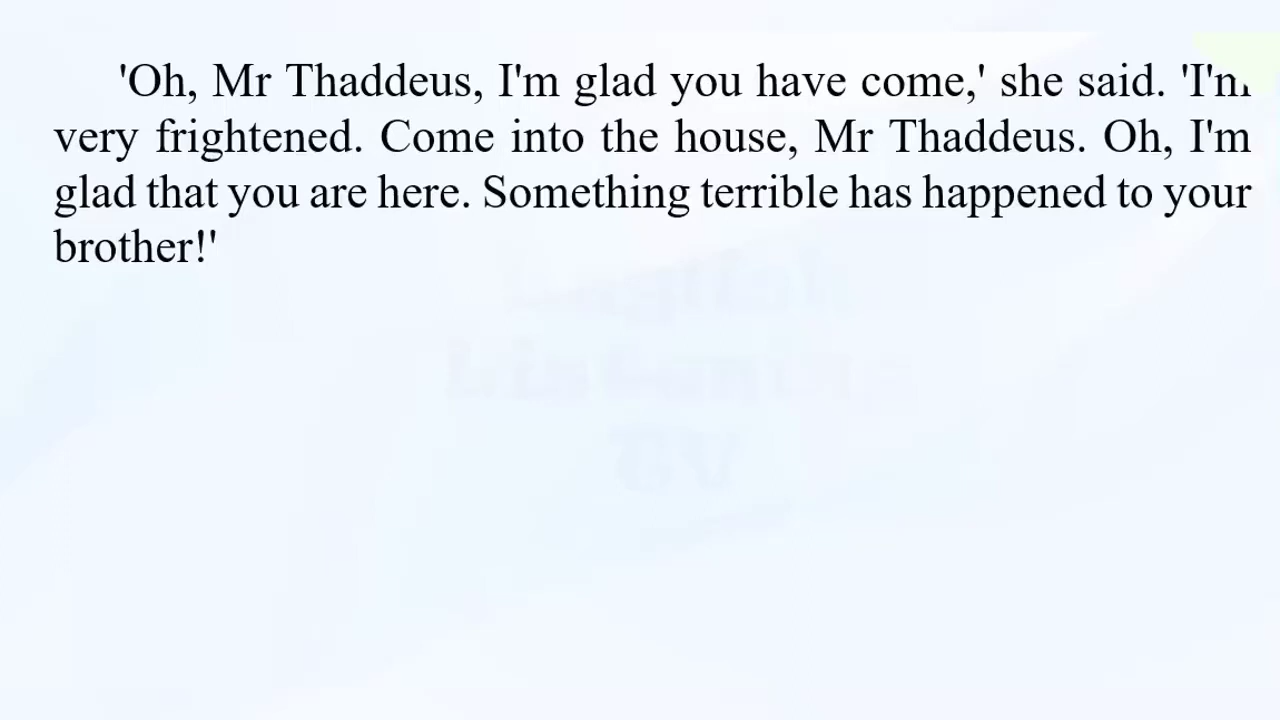 'Oh, Mr Thaddeus, I'm glad you have come,' she said. 'I'm
very frightened. Come into the house, Mr Thaddeus. Oh, I'm
glad that you are here. Something terrible has happened to your
brother!'
TV